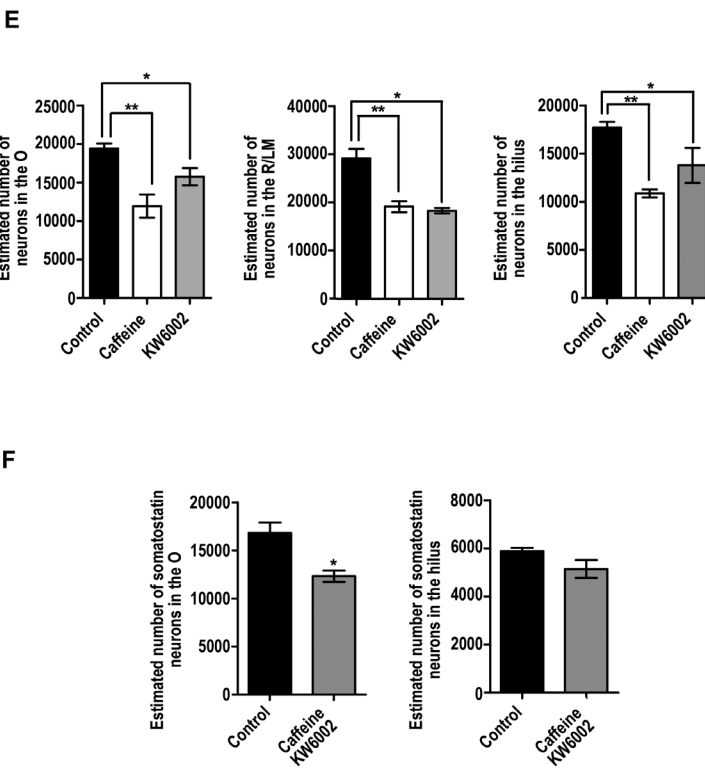 E
Estimated number of
neurons in the O
25000
20000
15000
10000
5000
0
*
**
Control
Caffeine
KW6002
Estimated number of
neurons in the R/LM
40000
30000
20000
10000
0
*
**
Control
Caffeine
KW6002
Estimated number of
neurons in the hilus
20000
15000
10000
5000
0
*
**
Control
Caffeine
KW6002
F
Estimated number of somatostatin
neurons in the O
20000
15000
10000
5000
0
*
Control
Caffeine
KW6002
Estimated number of somatostatin
neurons in the hilus
8000
6000
4000
2000
0
Control
Caffeine
KW6002